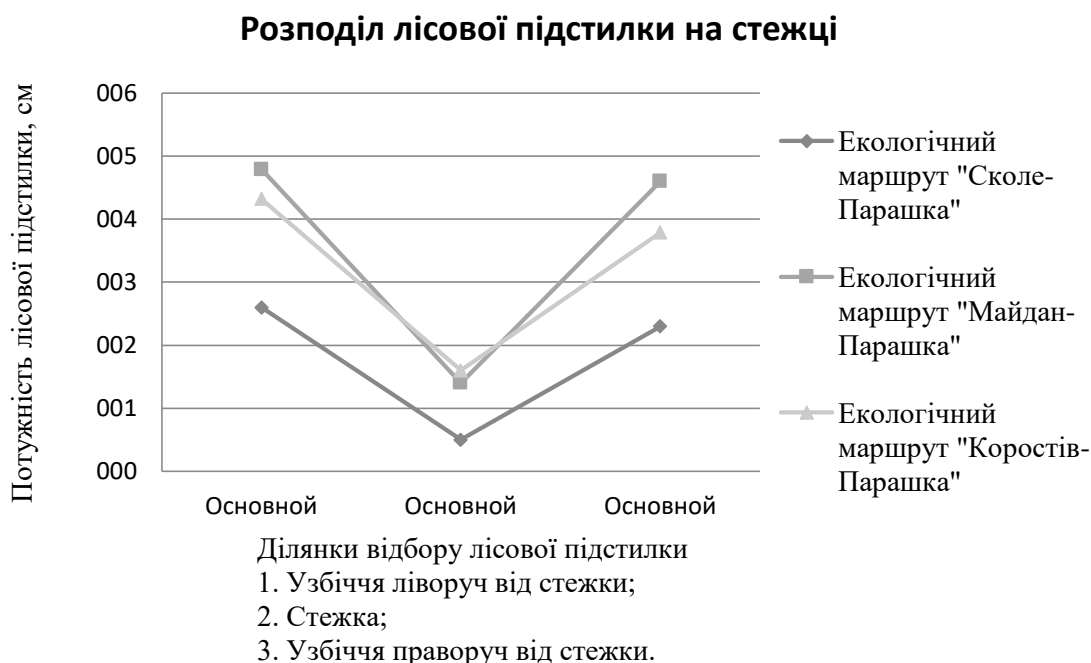 Розподіл лісової підстилки на стежці
Потужність лісової підстилки, см
006
005
004
003
002
001
000
Основной Основной Основной
Ділянки відбору лісової підстилки
1. Узбіччя ліворуч від стежки;
2. Стежка;
3. Узбіччя праворуч від стежки.
Екологічний
маршрут "Сколе-
Парашка"
Екологічний
маршрут "Майдан-
Парашка"
Екологічний
маршрут "Коростів-
Парашка"